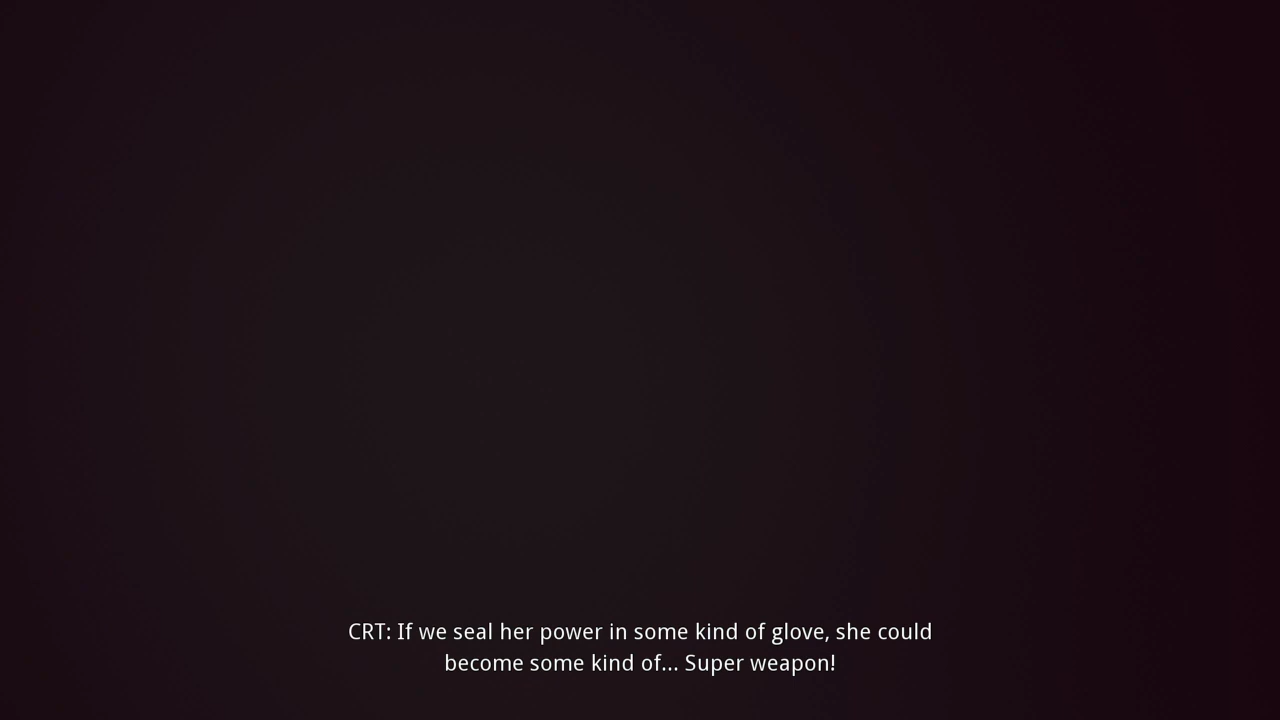 CRT: If we seal her power in some kind of glove, she could
become some kind of... Super weapon!